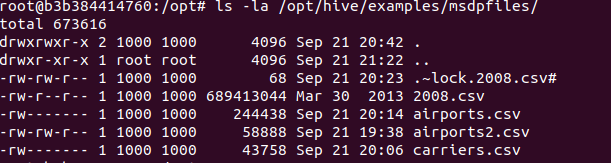 root@b3b384414760:/opt# ls -la /opt/hive/examples/msdpfiles/
total 673616
drwxrwxr-x 2 1000 1000      4096 Sep 21 20:42 .
drwxr-xr-x 1 root root      4096 Sep 21 21:22 ..
-rw-rw-r-- 1 1000 1000        68 Sep 21 20:23 .~lock.2008.csv#
-rw-r--r-- 1 1000 1000 689413044 Mar 30  2013 2008.csv
-rw------- 1 1000 1000    244438 Sep 21 20:14 airports.csv
-rw-rw-r-- 1 1000 1000     58888 Sep 21 19:38 airports2.csv
-rw------- 1 1000 1000     43758 Sep 21 20:06 carriers.csv